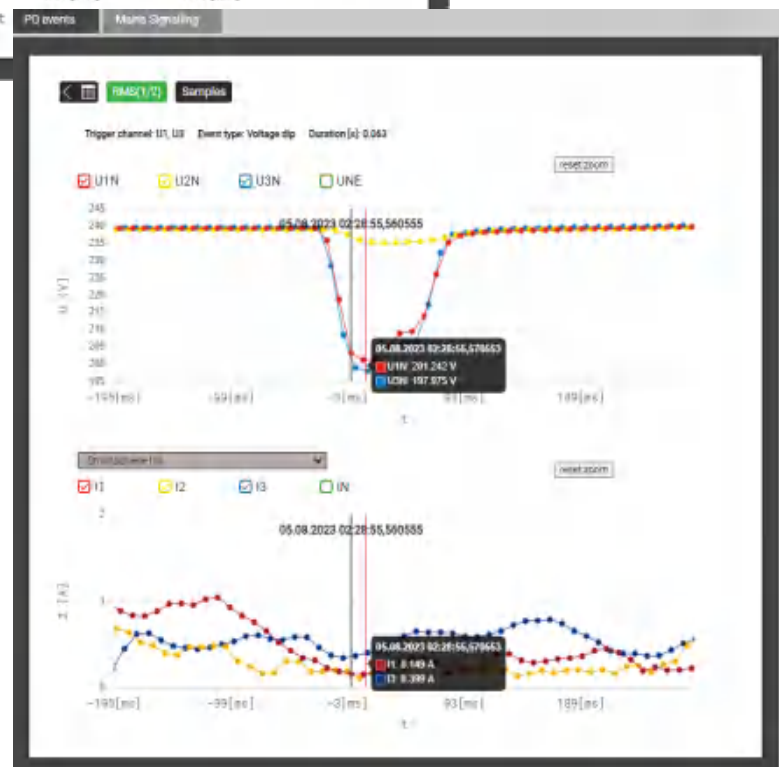 PQ events Mains Signalling
RMS(1/2) Samples
Trigger channel: U1, U3 Event type: Voltage dip Duration [s]: 0.063
reset zoom
U1N U2N U3N UNE
05.08.2023 02:28:55,560555
245
240
235
230
225
220
215
210
205
200
195
U [V]
05.08.2023 02:28:55,570553
U1N: 201.242 V
U3N: 197.975 V
-195[ms] -99[ms] -3[ms] 93[ms] 189[ms]
t
reset zoom
I1 I2 I3 IN
2
05.08.2023 02:28:55,560555
I [A]
1
05.08.2023 02:28:55,570553
I1: 0.149 A
I3: 0.399 A
0
-195[ms] -99[ms] -3[ms] 93[ms] 189[ms]
t